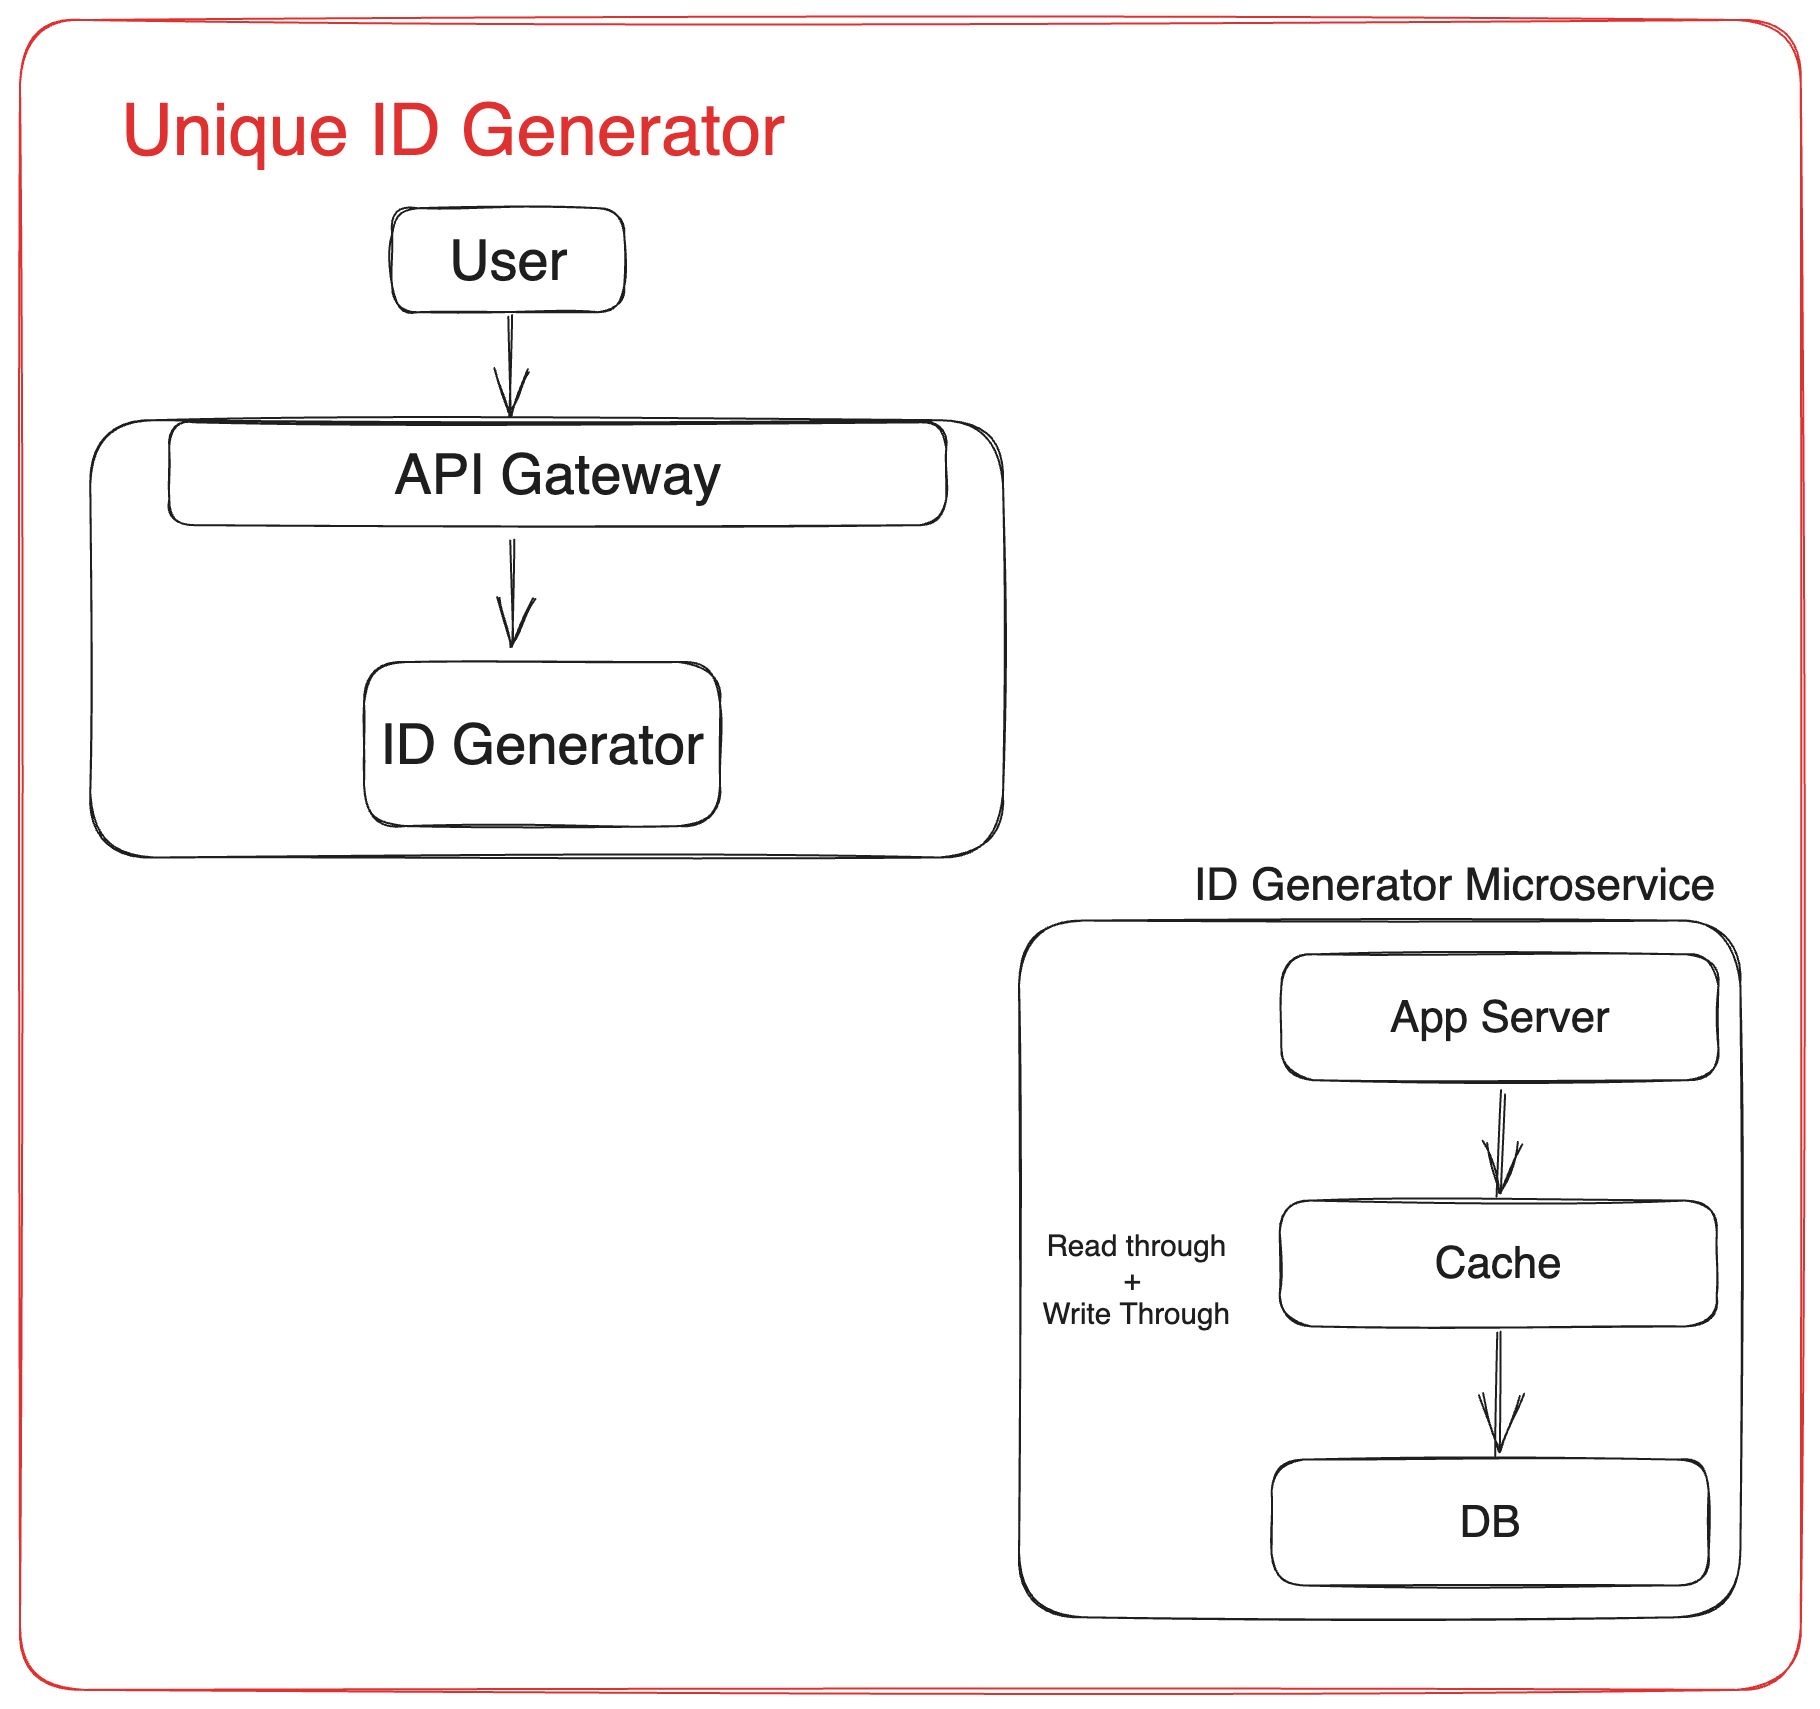 Unique ID Generator
User
API Gateway
ID Generator
ID Generator Microservice
App Server
Read through
+
Write Through
Cache
DB